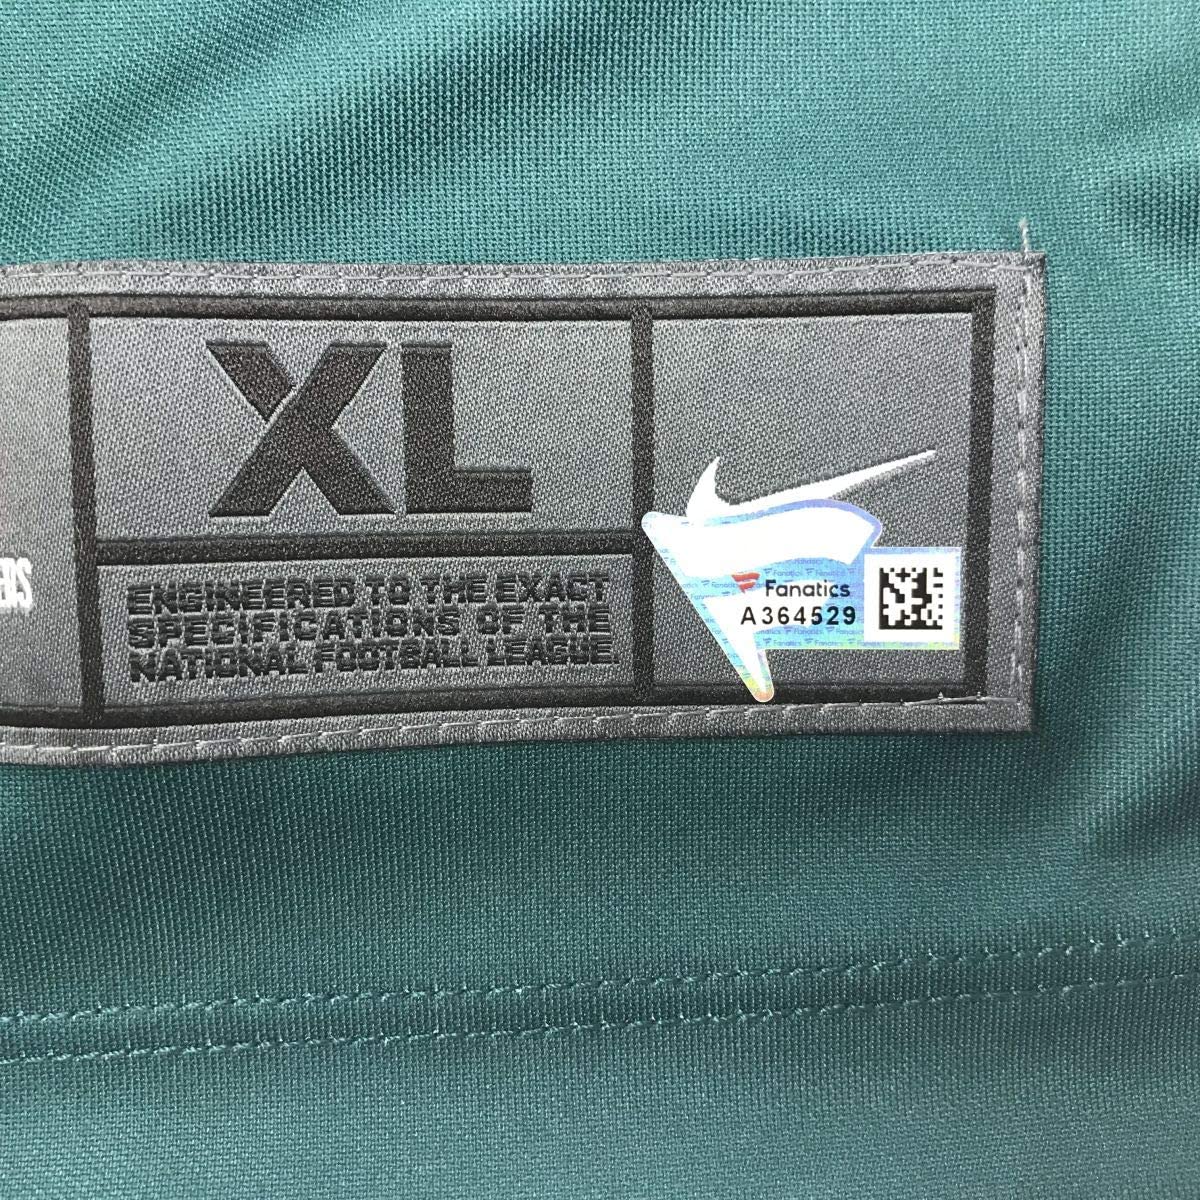 XL
ENGINEERED TO THE EXACT
SPECIFICATIONS OF THE
NATIONAL FOOTBALL LEAGUE.
Fanatics
A364529